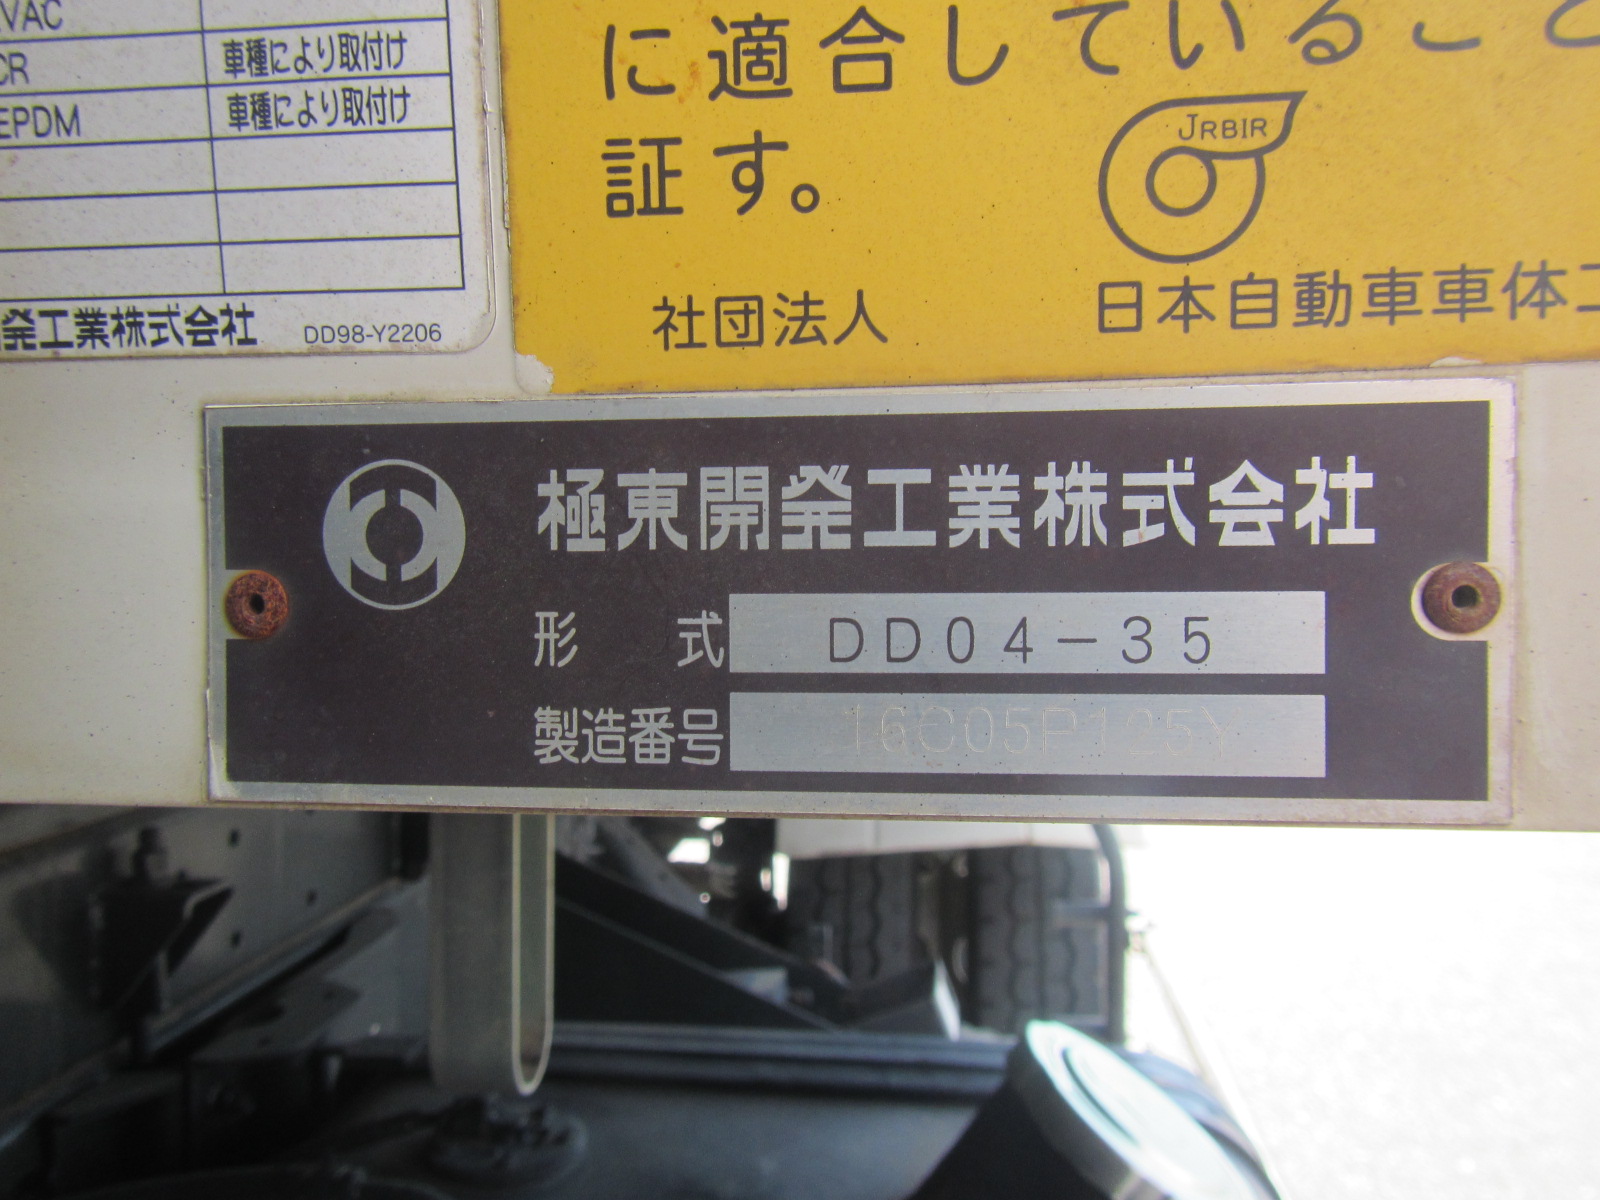 VAC
CR 車種により取付け
EPDM 車種により取付け
発工業株式会社 DD98-Y2206
に適合していること
証す。
JRBIR
社団法人 日本自動車車体工
極東開発工業株式会社
形 式 DD04-35
製造番号 16C05P125Y